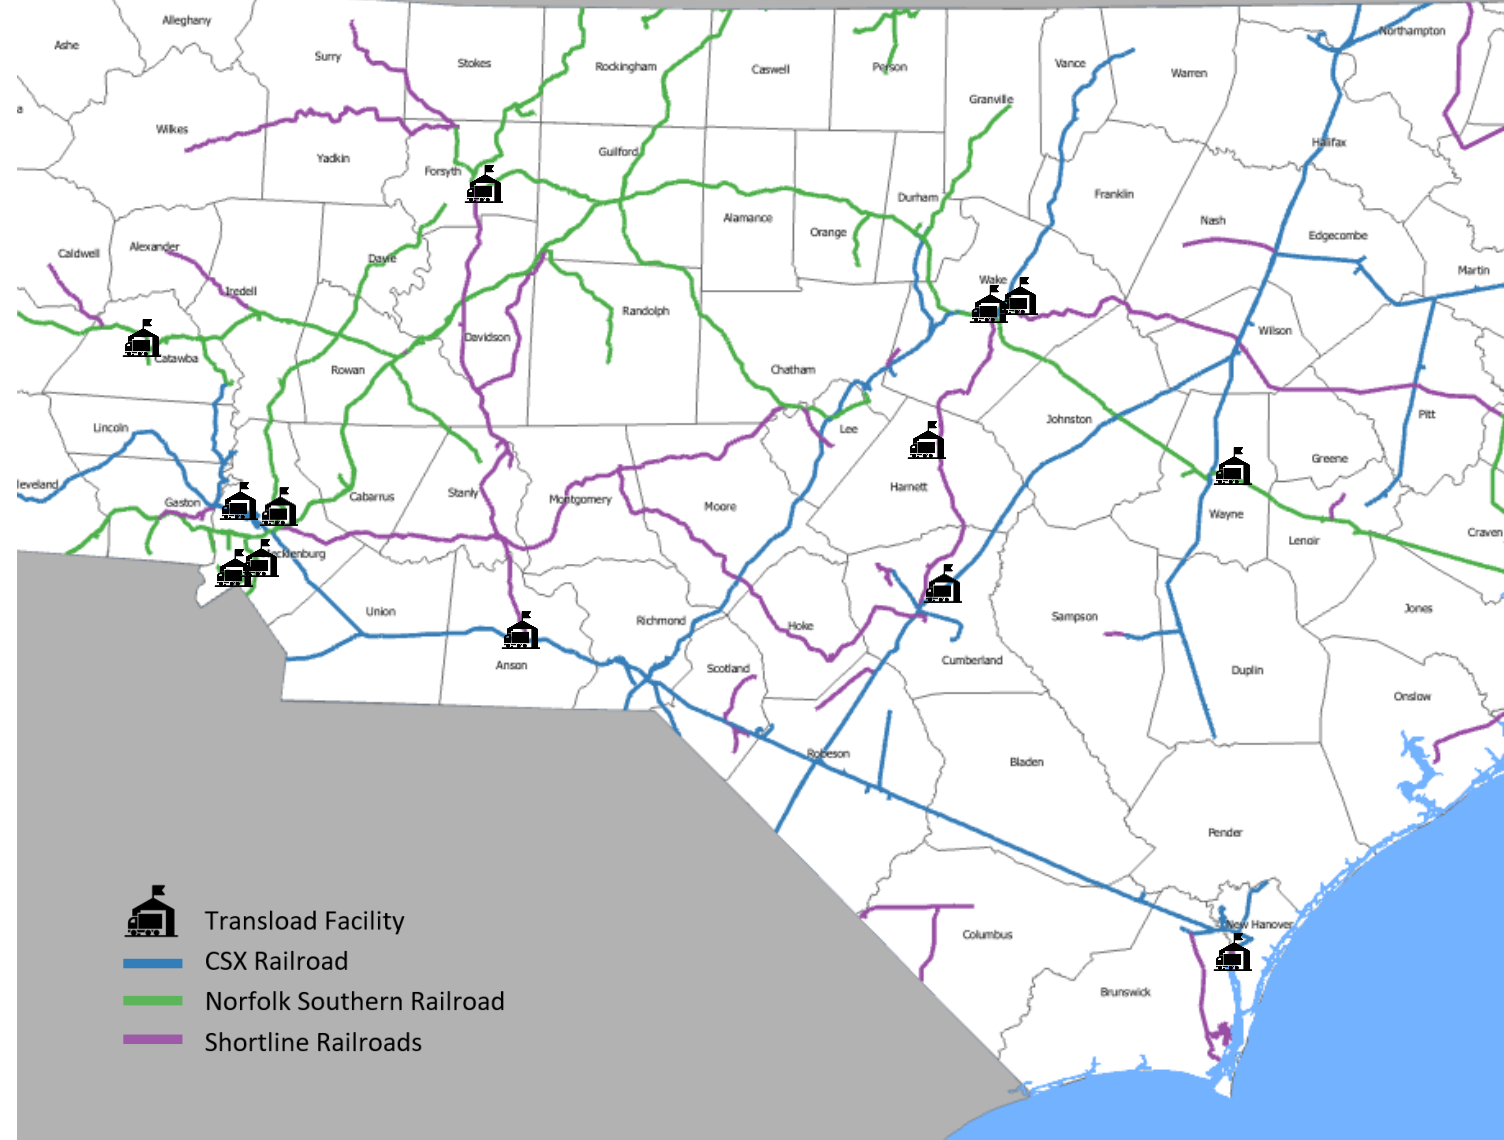 Alleghany
Ashe
Surry
Stokes
Rockingham
Caswell
Person
Vance
Warren
Northampton
a
Wilkes
Granville
Yadkin
Forsyth
Guilford
Halifax
Durham
Franklin
Alamance
Orange
Nash
Edgecombe
Caldwell
Alexander
Davie
Martin
Iredell
Wake
Randolph
Davidson
Wilson
Catawba
Rowan
Chatham
Lincoln
Lee
Johnston
Pitt
Greene
leveland
Gaston
Cabarrus
Stanly
Montgomery
Moore
Harnett
Wayne
Lenoir
Craven
ecklenburg
Union
Richmond
Hoke
Sampson
Jones
Anson
Scotland
Cumberland
Duplin
Onslow
Robeson
Bladen
Pender
Columbus
New Hanover
Brunswick
Transload Facility
CSX Railroad
Norfolk Southern Railroad
Shortline Railroads